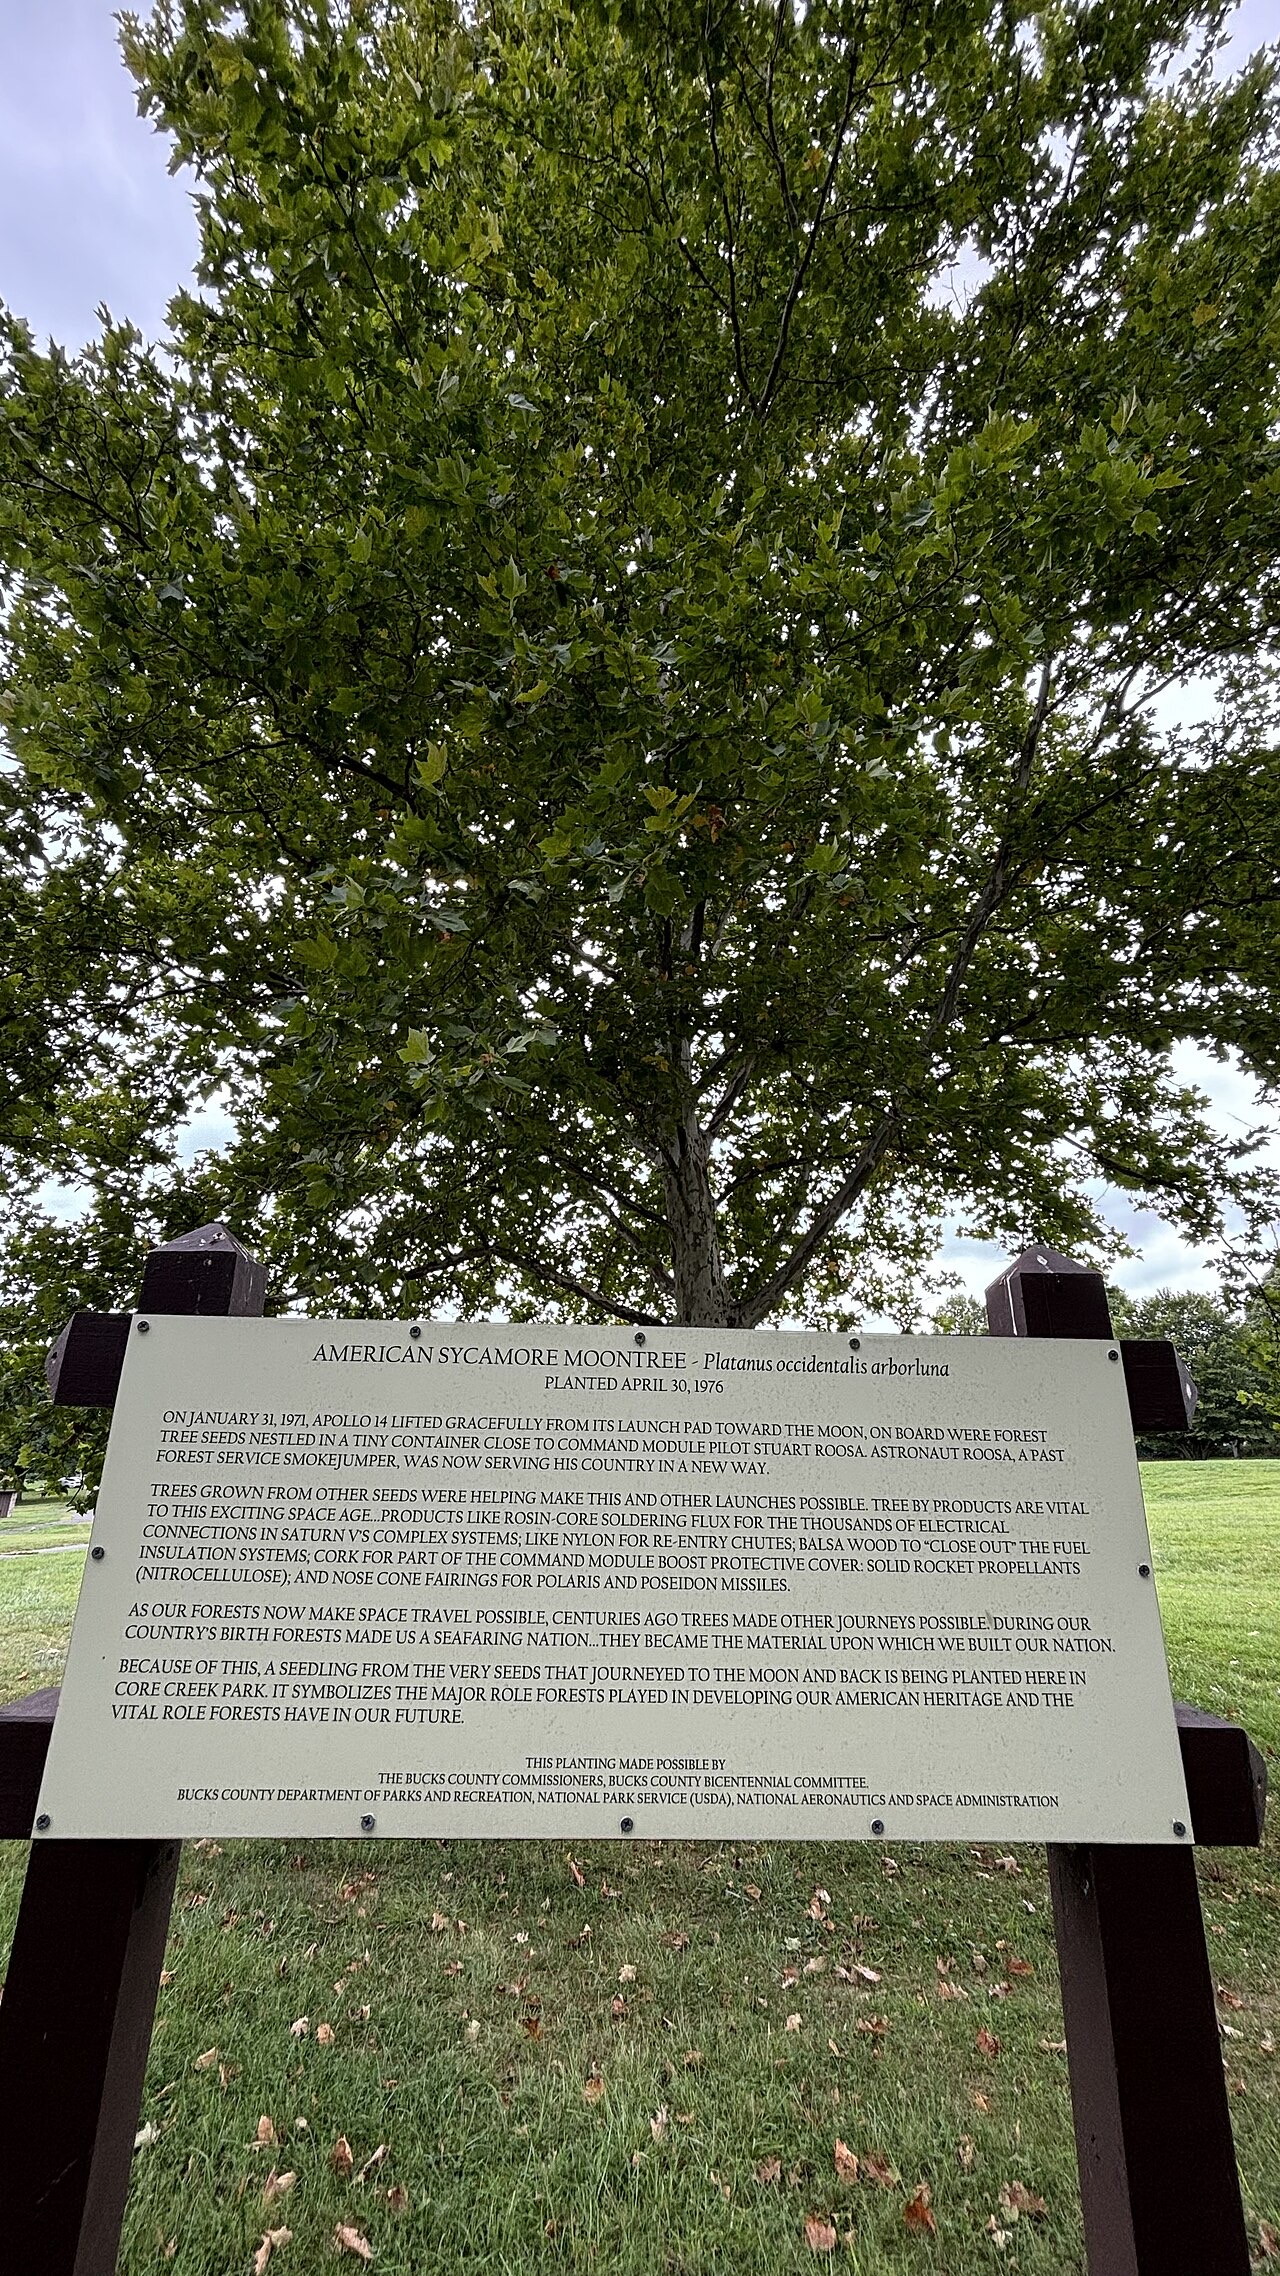 AMERICAN SYCAMORE MOONTREE - Platanus occidentalis arborluna
PLANTED APRIL 30, 1976
ON JANUARY 31, 1971, APOLLO 14 LIFTED GRACEFULLY FROM ITS LAUNCH PAD TOWARD THE MOON, ON BOARD WERE FOREST
TREE SEEDS NESTLED IN A TINY CONTAINER CLOSE TO COMMAND MODULE PILOT STUART ROOSA. ASTRONAUT ROOSA, A PAST
FOREST SERVICE SMOKEJUMPER, WAS NOW SERVING HIS COUNTRY IN A NEW WAY.
TREES GROWN FROM OTHER SEEDS WERE HELPING MAKE THIS AND OTHER LAUNCHES POSSIBLE. TREE BY PRODUCTS ARE VITAL
TO THIS EXCITING SPACE AGE...PRODUCTS LIKE ROSIN-CORE SOLDERING FLUX FOR THE THOUSANDS OF ELECTRICAL
CONNECTIONS IN SATURN V'S COMPLEX SYSTEMS; LIKE NYLON FOR RE-ENTRY CHUTES; BALSA WOOD TO "CLOSE OUT" THE FUEL
INSULATION SYSTEMS; CORK FOR PART OF THE COMMAND MODULE BOOST PROTECTIVE COVER: SOLID ROCKET PROPELLANTS
(NITROCELLULOSE); AND NOSE CONE FAIRINGS FOR POLARIS AND POSEIDON MISSILES.
AS OUR FORESTS NOW MAKE SPACE TRAVEL POSSIBLE, CENTURIES AGO TREES MADE OTHER JOURNEYS POSSIBLE. DURING OUR
COUNTRY'S BIRTH FORESTS MADE US A SEAFARING NATION...THEY BECAME THE MATERIAL UPON WHICH WE BUILT OUR NATION.
BECAUSE OF THIS, A SEEDLING FROM THE VERY SEEDS THAT JOURNEYED TO THE MOON AND BACK IS BEING PLANTED HERE IN
CORE CREEK PARK. IT SYMBOLIZES THE MAJOR ROLE FORESTS PLAYED IN DEVELOPING OUR AMERICAN HERITAGE AND THE
VITAL ROLE FORESTS HAVE IN OUR FUTURE.
THIS PLANTING MADE POSSIBLE BY
THE BUCKS COUNTY COMMISSIONERS, BUCKS COUNTY BICENTENNIAL COMMITTEE.
BUCKS COUNTY DEPARTMENT OF PARKS AND RECREATION, NATIONAL PARK SERVICE (USDA), NATIONAL AERONAUTICS AND SPACE ADMINISTRATION